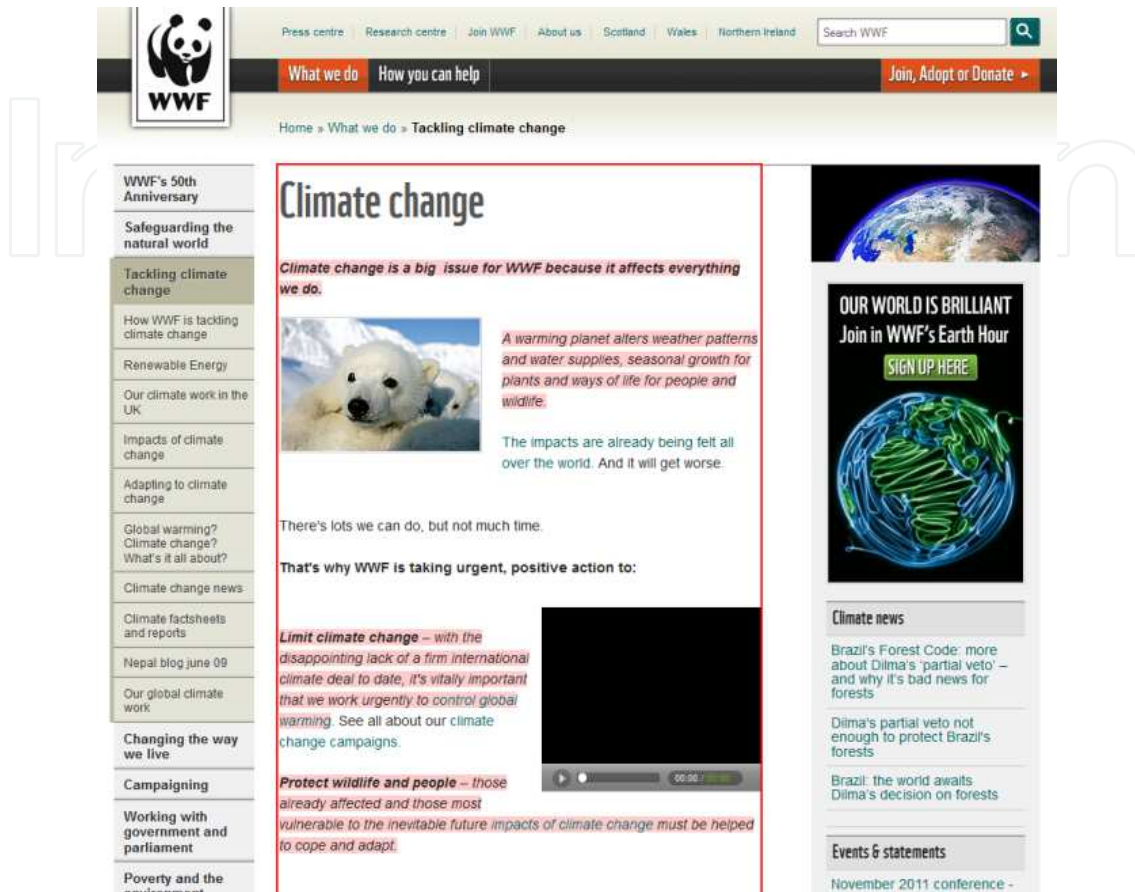 Press centre Research centre Join WWF About us Scotland Wales Northern Ireland Search WWF
What we do How you can help Join, Adopt or Donate ►
WWF
Home » What we do » Tackling climate change
WWF's 50th
Anniversary
Safeguarding the
natural world
Tackling climate
change
How WWF is tackling
climate change
Renewable Energy
Our climate work in the
UK
Impacts of climate
change
Adapting to climate
change
Global warming?
Climate change?
What's it all about?
Climate change news
Climate factsheets
and reports
Nepal blog june 09
Our global climate
work
Changing the way
we live
Campaigning
Working with
government and
parliament
Poverty and the
Climate change
Climate change is a big issue for WWF because it affects everything
we do.
A warming planet alters weather patterns
and water supplies, seasonal growth for
plants and ways of life for people and
wildlife.
The impacts are already being felt all
over the world. And it will get worse.
There's lots we can do, but not much time.
That's why WWF is taking urgent, positive action to:
Limit climate change – with the
disappointing lack of a firm international
climate deal to date, it's vitally important
that we work urgently to control global
warming. See all about our climate
change campaigns.
00:00 / 00:00
Protect wildlife and people – those
already affected and those most
vulnerable to the inevitable future impacts of climate change must be helped
to cope and adapt.
OUR WORLD IS BRILLIANT
Join in WWF's Earth Hour
SIGN UP HERE
Climate news
Brazil's Forest Code: more
about Dilma's 'partial veto' –
and why it's bad news for
forests
Dilma's partial veto not
enough to protect Brazil's
forests
Brazil: the world awaits
Dilma's decision on forests
Events & statements
November 2011 conference -